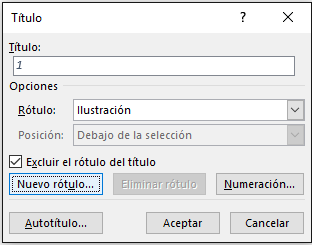 Título ? ×
Título:
1
Opciones
Rótulo: Ilustración
Posición: Debajo de la selección
Excluir el rótulo del título
Nuevo rótulo... Eliminar rótulo Numeración...
Autotítulo... Aceptar Cancelar